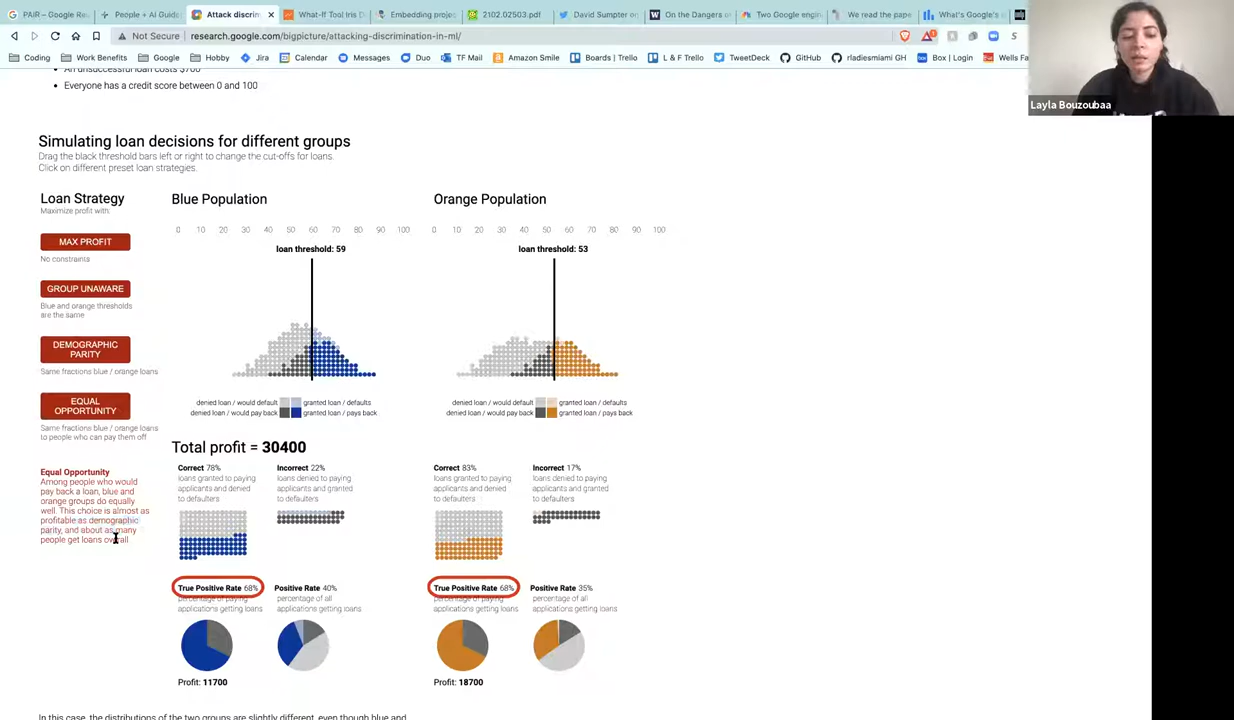 PAIR – Google Re
People + AI Guide
Attack discrim
What-If Tool Iris D
Embedding projec
2102.02503.pdf
David Sumpter on
On the Dangers o
Two Google engin
We read the pape
What's Google's
Not Secure research.google.com/bigpicture/attacking-discrimination-in-ml/
Coding Work Benefits Google Hobby Jira Calendar Messages Duo TF Mail Amazon Smile Boards | Trello L & F Trello TweetDeck GitHub rladiesmiami GH Box | Login Wells Fa
Layla Bouzoubaa
An unsuccessful loan costs $700
Everyone has a credit score between 0 and 100
Simulating loan decisions for different groups
Drag the black threshold bars left or right to change the cut-offs for loans.
Click on different preset loan strategies.
Loan Strategy
Maximize profit with:
MAX PROFIT
No constraints
GROUP UNAWARE
Blue and orange thresholds
are the same
DEMOGRAPHIC
PARITY
Same fractions blue / orange loans
EQUAL
OPPORTUNITY
Same fractions blue / orange loans
to people who can pay them off
Equal Opportunity
Among people who would
pay back a loan, blue and
orange groups do equally
well. This choice is almost as
profitable as demographic
parity, and about as many
people get loans overall
Blue Population
0 10 20 30 40 50 60 70 80 90 100
loan threshold: 59
denied loan / would default granted loan / defaults
denied loan / would pay back granted loan / pays back
Orange Population
0 10 20 30 40 50 60 70 80 90 100
loan threshold: 53
denied loan / would default granted loan / defaults
denied loan / would pay back granted loan / pays back
Total profit = 30400
Correct 78%
loans granted to paying
applicants and denied
to defaulters
Incorrect 22%
loans denied to paying
applicants and granted
to defaulters
Correct 83%
loans granted to paying
applicants and denied
to defaulters
Incorrect 17%
loans denied to paying
applicants and granted
to defaulters
True Positive Rate 68%
percentage of paying
applications getting loans
Positive Rate 40%
percentage of all
applications getting loans
True Positive Rate 68%
percentage of paying
applications getting loans
Positive Rate 35%
percentage of all
applications getting loans
Profit: 11700
Profit: 18700
In this case, the distributions of the two groups are slightly different, even though blue and